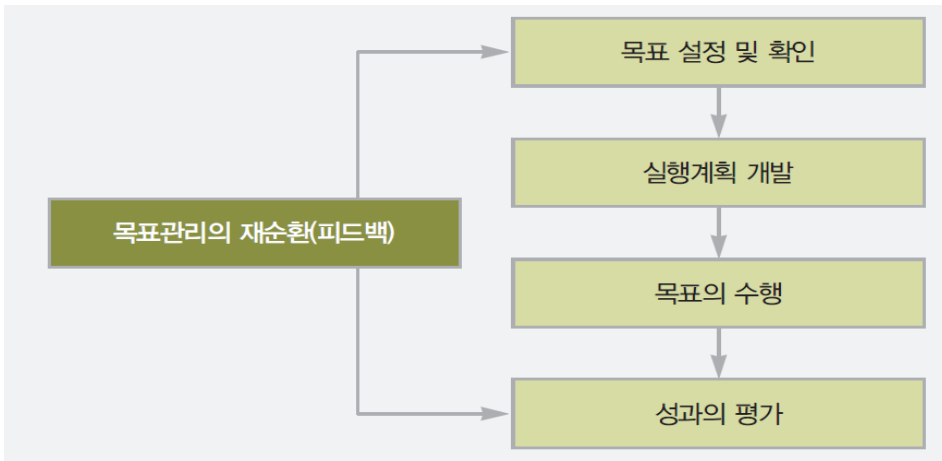 목표 설정 및 확인
실행계획 개발
목표관리의 재순환(피드백)
목표의 수행
성과의 평가